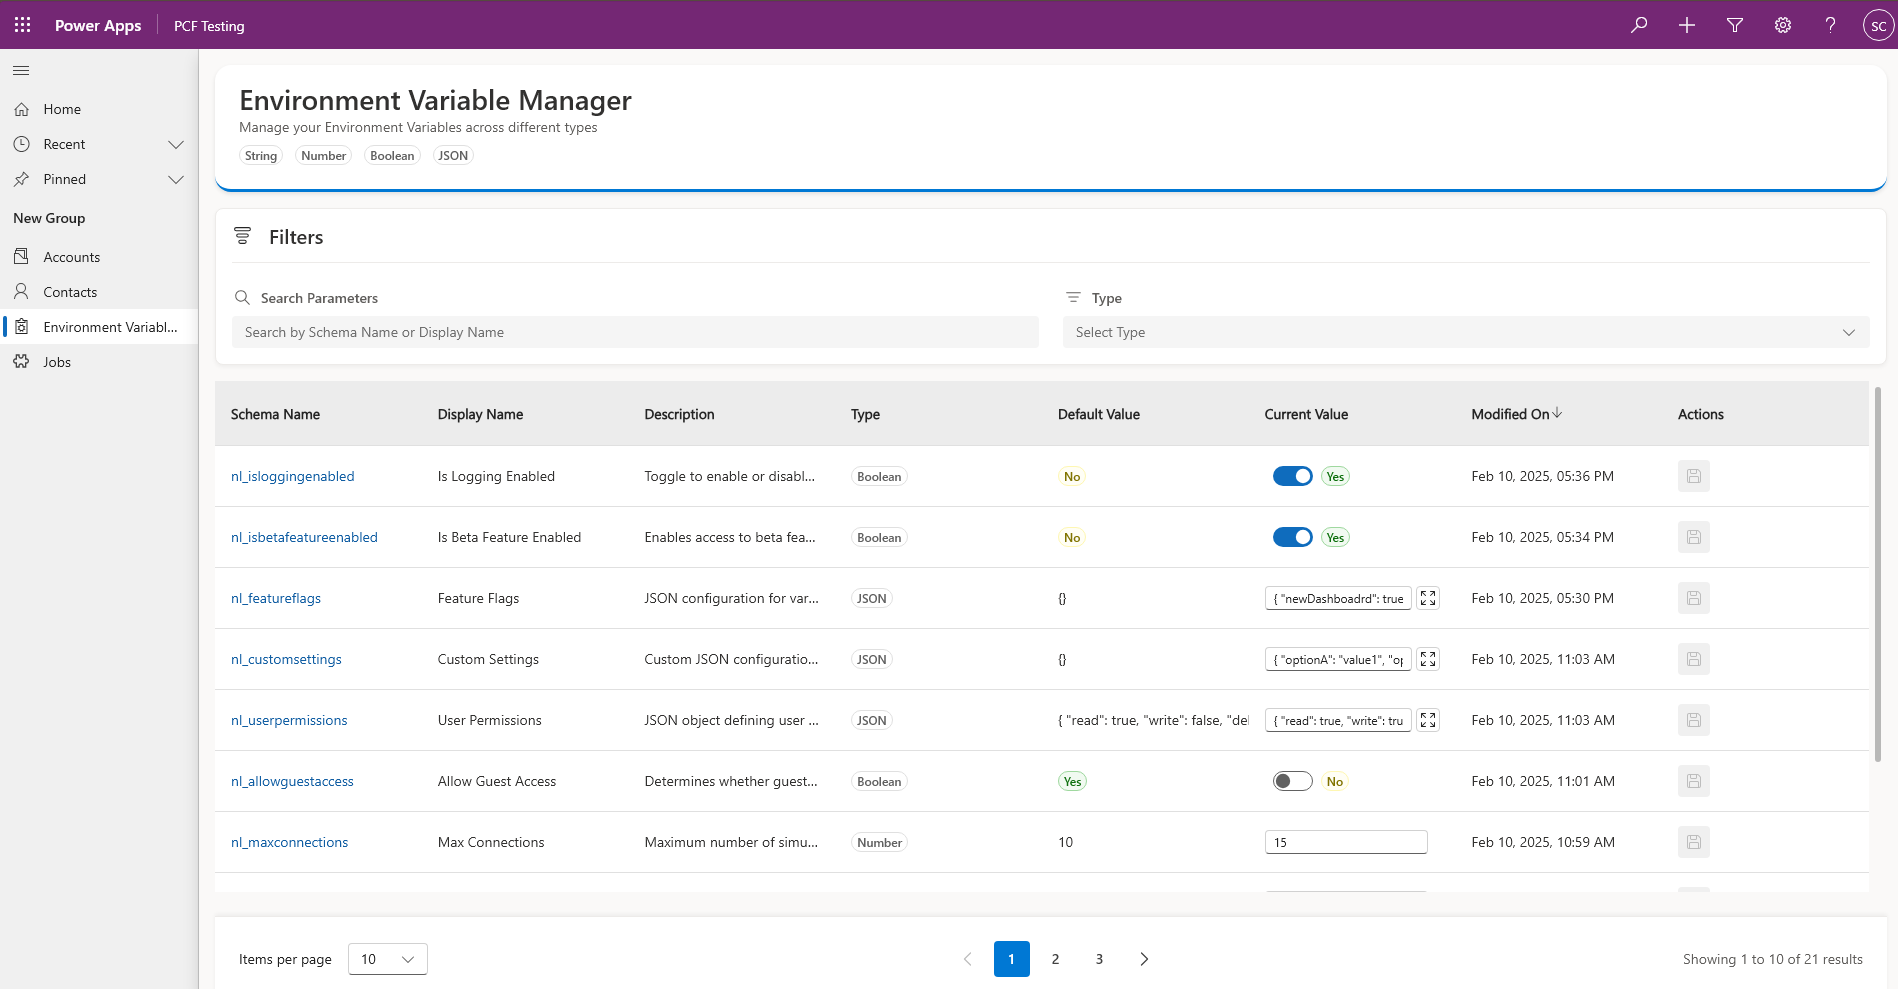 Power Apps PCF Testing SC
Home
Recent
Pinned
New Group
Accounts
Contacts
Environment Variabl...
Jobs
Environment Variable Manager
Manage your Environment Variables across different types
String Number Boolean JSON
Filters
Search Parameters
Search by Schema Name or Display Name
Type
Select Type
Schema Name Display Name Description Type Default Value Current Value Modified On Actions
nl_isloggingenabled Is Logging Enabled Toggle to enable or disabl... Boolean No Yes Feb 10, 2025, 05:36 PM
nl_isbetafeatureenabled Is Beta Feature Enabled Enables access to beta fea... Boolean No Yes Feb 10, 2025, 05:34 PM
nl_featureflags Feature Flags JSON configuration for var... JSON {} { "newDashboadrd": true Feb 10, 2025, 05:30 PM
nl_customsettings Custom Settings Custom JSON configuratio... JSON {} { "optionA": "value1", "op Feb 10, 2025, 11:03 AM
nl_userpermissions User Permissions JSON object defining user ... JSON { "read": true, "write": false, "del { "read": true, "write": tru Feb 10, 2025, 11:03 AM
nl_allowguestaccess Allow Guest Access Determines whether guest... Boolean Yes No Feb 10, 2025, 11:01 AM
nl_maxconnections Max Connections Maximum number of simu... Number 10 15 Feb 10, 2025, 10:59 AM
Items per page 10 1 2 3 Showing 1 to 10 of 21 results